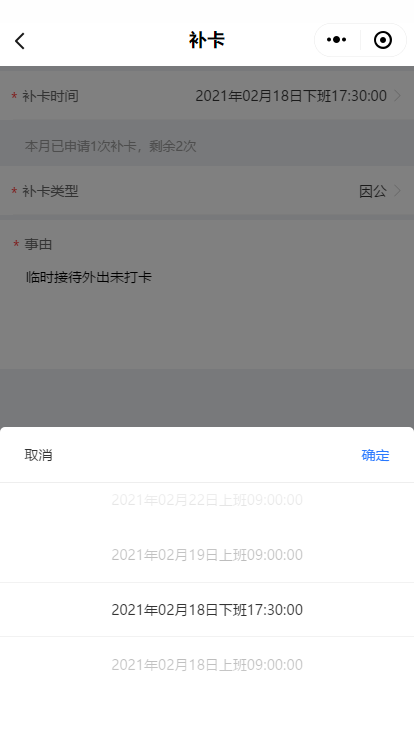 补卡
* 补卡时间 2021年02月18日下班17:30:00
本月已申请1次补卡，剩余2次
* 补卡类型 因公
* 事由
临时接待外出未打卡
取消 确定
2021年02月22日上班09:00:00
2021年02月19日上班09:00:00
2021年02月18日下班17:30:00
2021年02月18日上班09:00:00